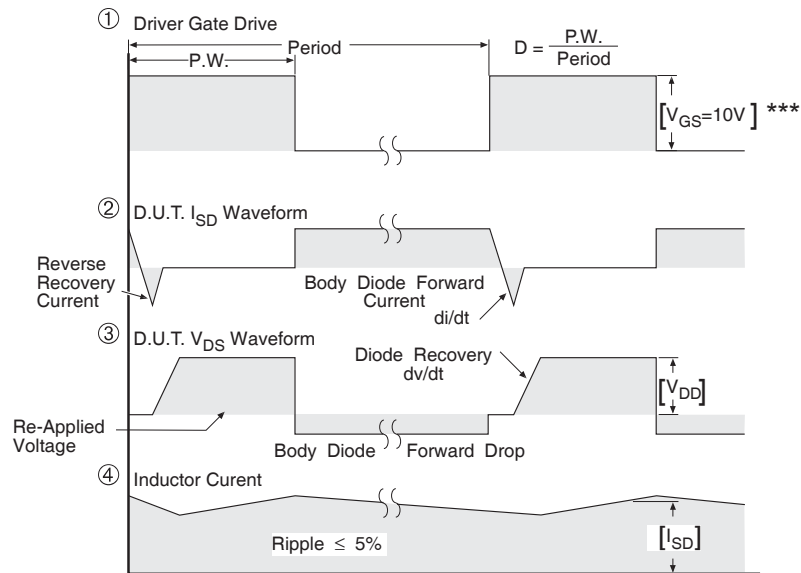 ① Driver Gate Drive
Period
P.W.
D = P.W. / Period
[VGS=10V] ***
② D.U.T. ISD Waveform
Reverse
Recovery
Current
Body Diode Forward
Current
di/dt
③ D.U.T. VDS Waveform
Diode Recovery
dv/dt
[VDD]
Re-Applied
Voltage
Body Diode Forward Drop
④ Inductor Curent
Ripple ≤ 5%
[ISD]